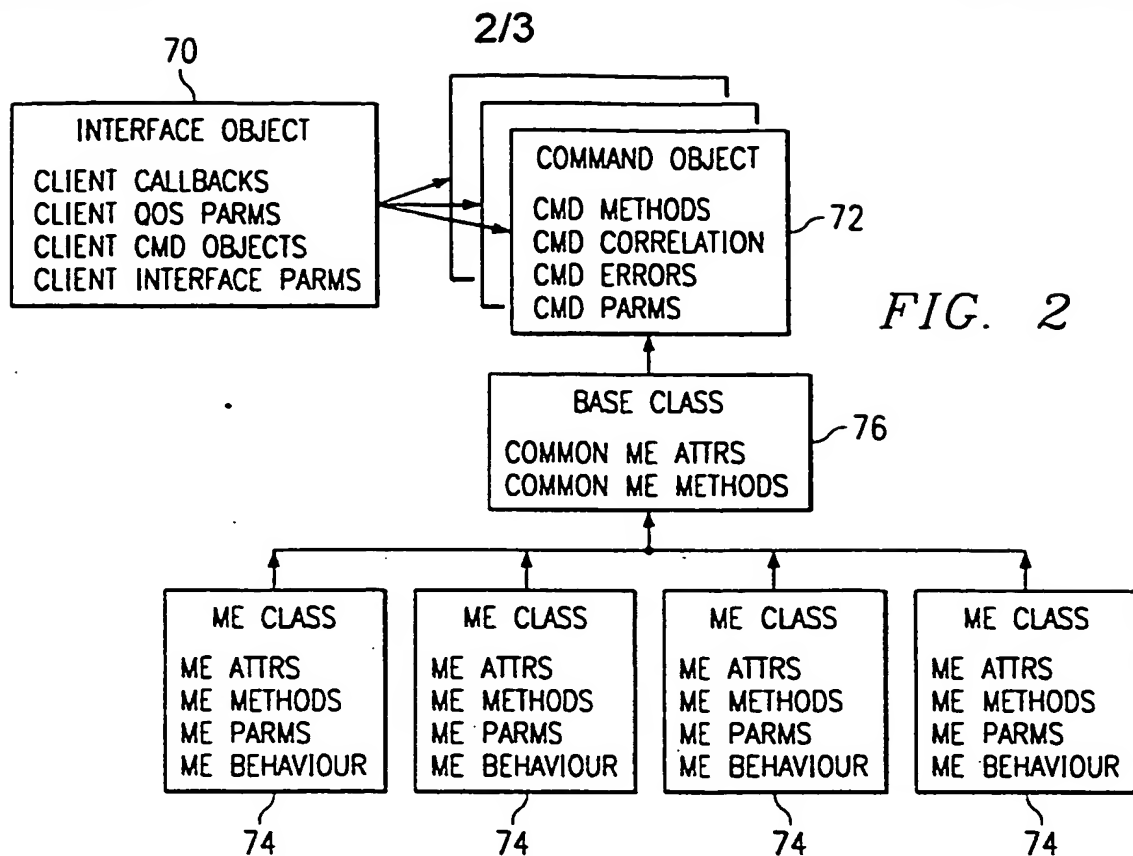 2/3
70
INTERFACE OBJECT
CLIENT CALLBACKS
CLIENT QOS PARMS
CLIENT CMD OBJECTS
CLIENT INTERFACE PARMS
COMMAND OBJECT
CMD METHODS
CMD CORRELATION
CMD ERRORS
CMD PARMS
72
FIG. 2
BASE CLASS
COMMON ME ATTRS
COMMON ME METHODS
76
ME CLASS
ME ATTRS
ME METHODS
ME PARMS
ME BEHAVIOUR
74
ME CLASS
ME ATTRS
ME METHODS
ME PARMS
ME BEHAVIOUR
74
ME CLASS
ME ATTRS
ME METHODS
ME PARMS
ME BEHAVIOUR
74
ME CLASS
ME ATTRS
ME METHODS
ME PARMS
ME BEHAVIOUR
74